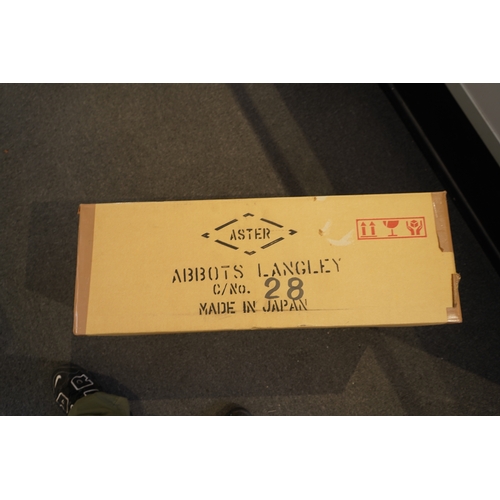 ASTER
ABBOTS LANGLEY
C/NO. 28
MADE IN JAPAN